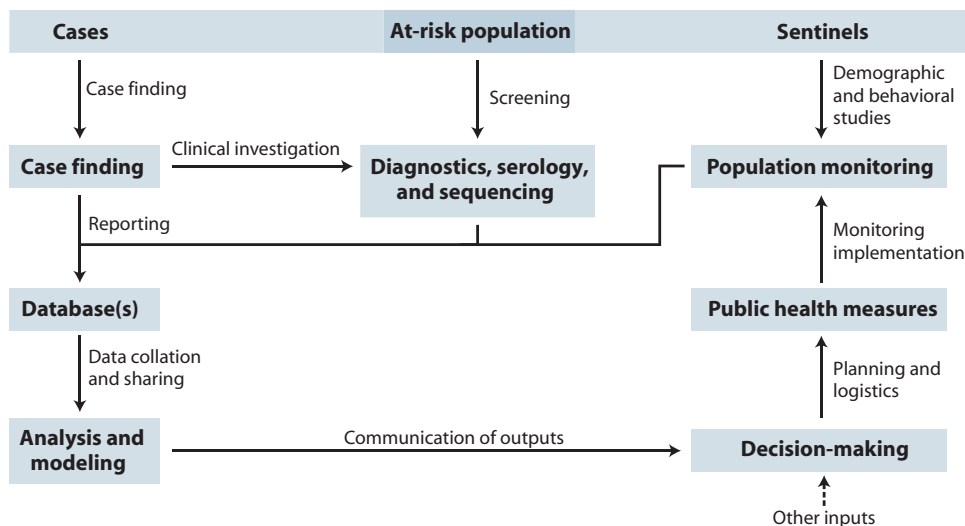 Cases
At-risk population
Sentinels
Case finding
Screening
Demographic
and behavioral
studies
Case finding
Clinical investigation
Diagnostics, serology,
and sequencing
Population monitoring
Reporting
Monitoring
implementation
Database(s)
Public health measures
Data collation
and sharing
Planning and
logistics
Analysis and
modeling
Communication of outputs
Decision-making
Other inputs